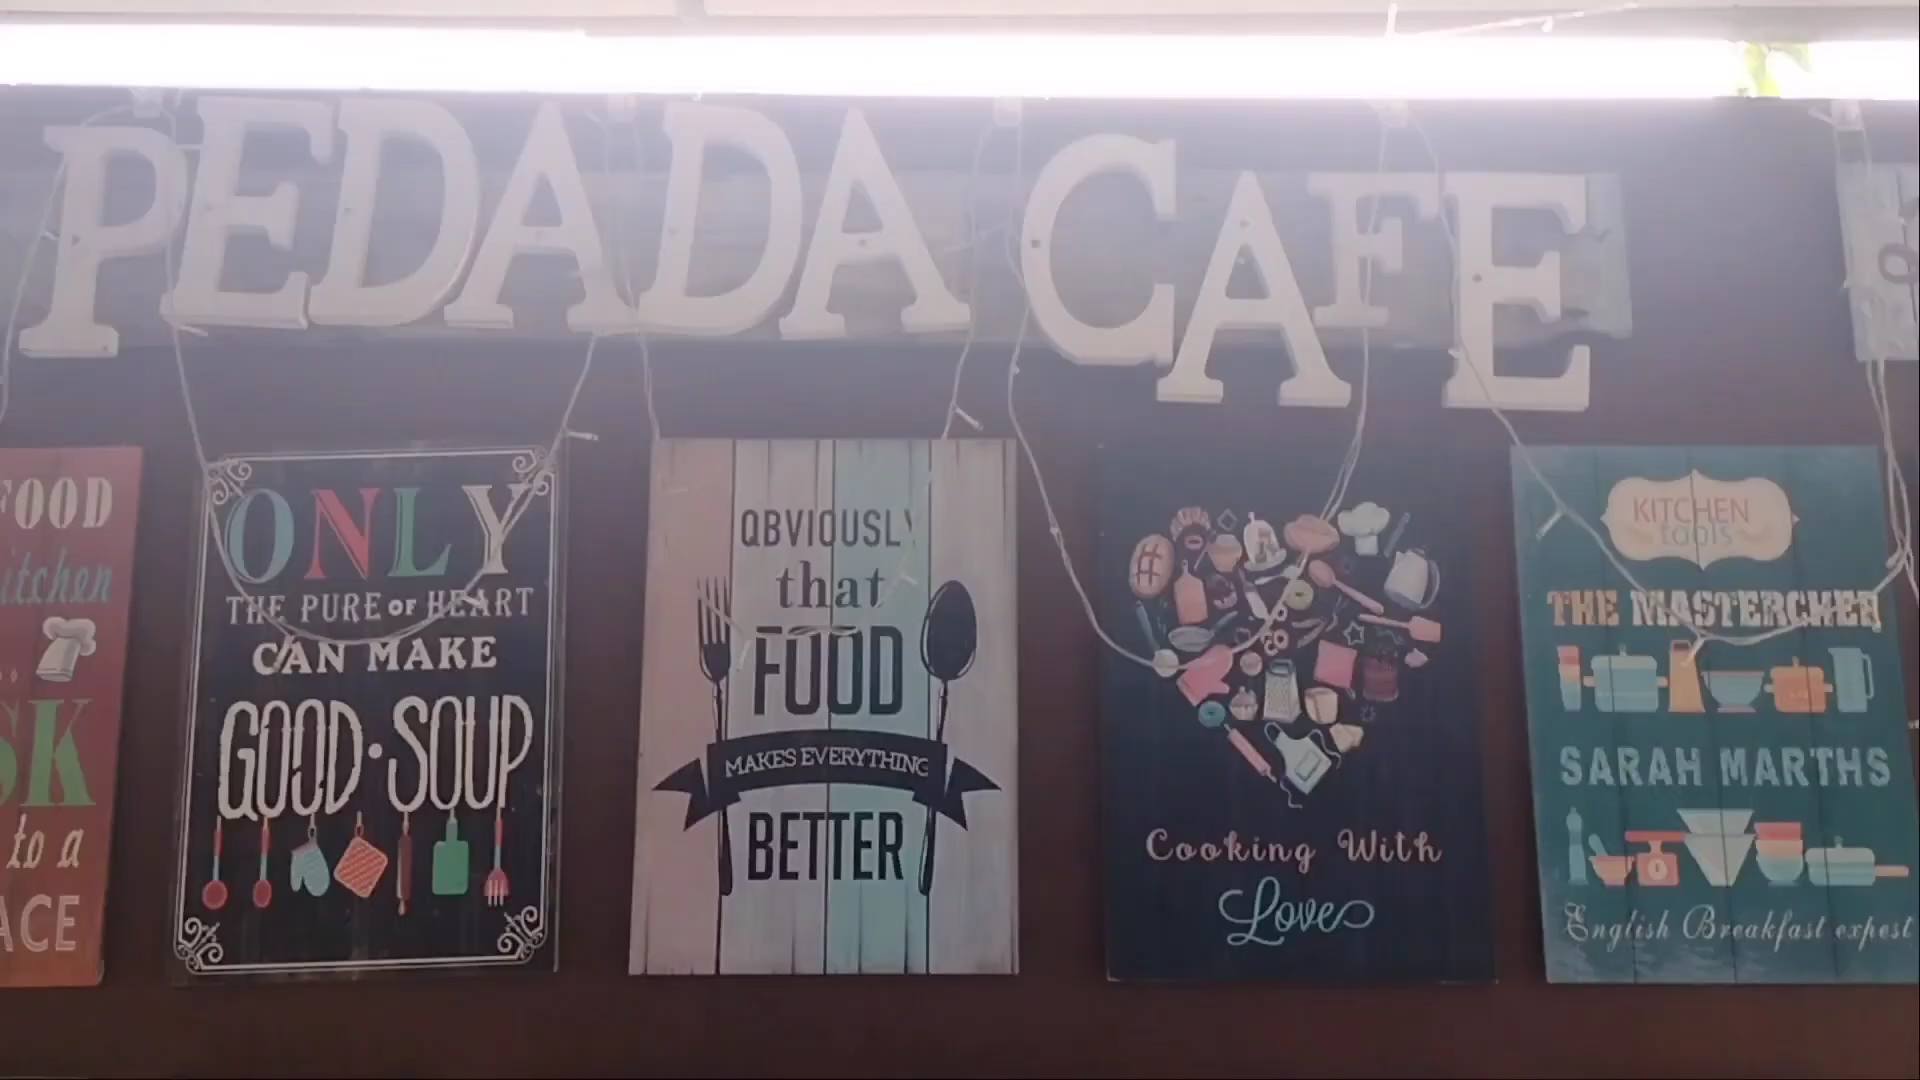 PEDADA CAFE
FOOD
itchen
SK
to a
ACE
ONLY
THE PURE OF HEART
CAN MAKE
GOOD·SOUP
QBVIOUSLY
that
FOOD
MAKES EVERYTHING
BETTER
Cooking With
Love
KITCHEN
tools
THE MASTERCHEF
SARAH MARTHS
English Breakfast expest